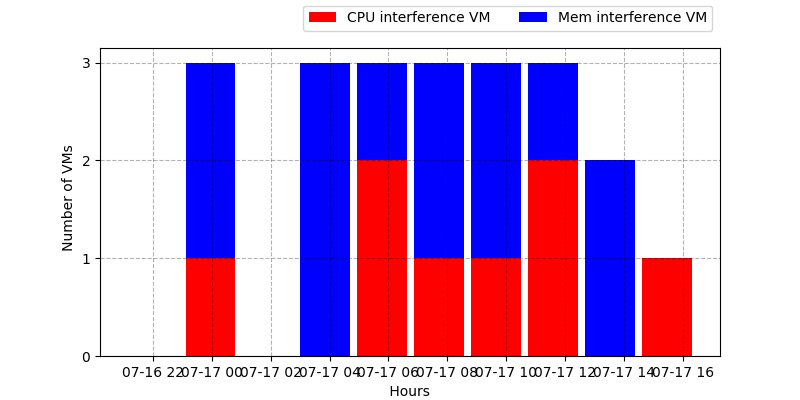 CPU interference VM Mem interference VM
3
2
1
0
Number of VMs
07-16 22 07-17 00 07-17 02 07-17 04 07-17 06 07-17 08 07-17 10 07-17 12 07-17 14 07-17 16
Hours